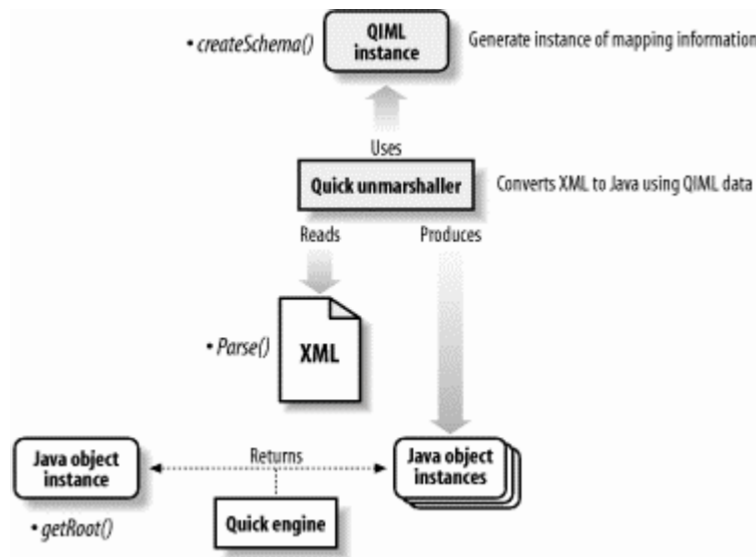 • createSchema()
QIML
instance
Generate instance of mapping information
Uses
Quick unmarshaller
Converts XML to Java using QIML data
Reads
Produces
• Parse()
XML
Java object
instance
Returns
Java object
instances
• getRoot()
Quick engine